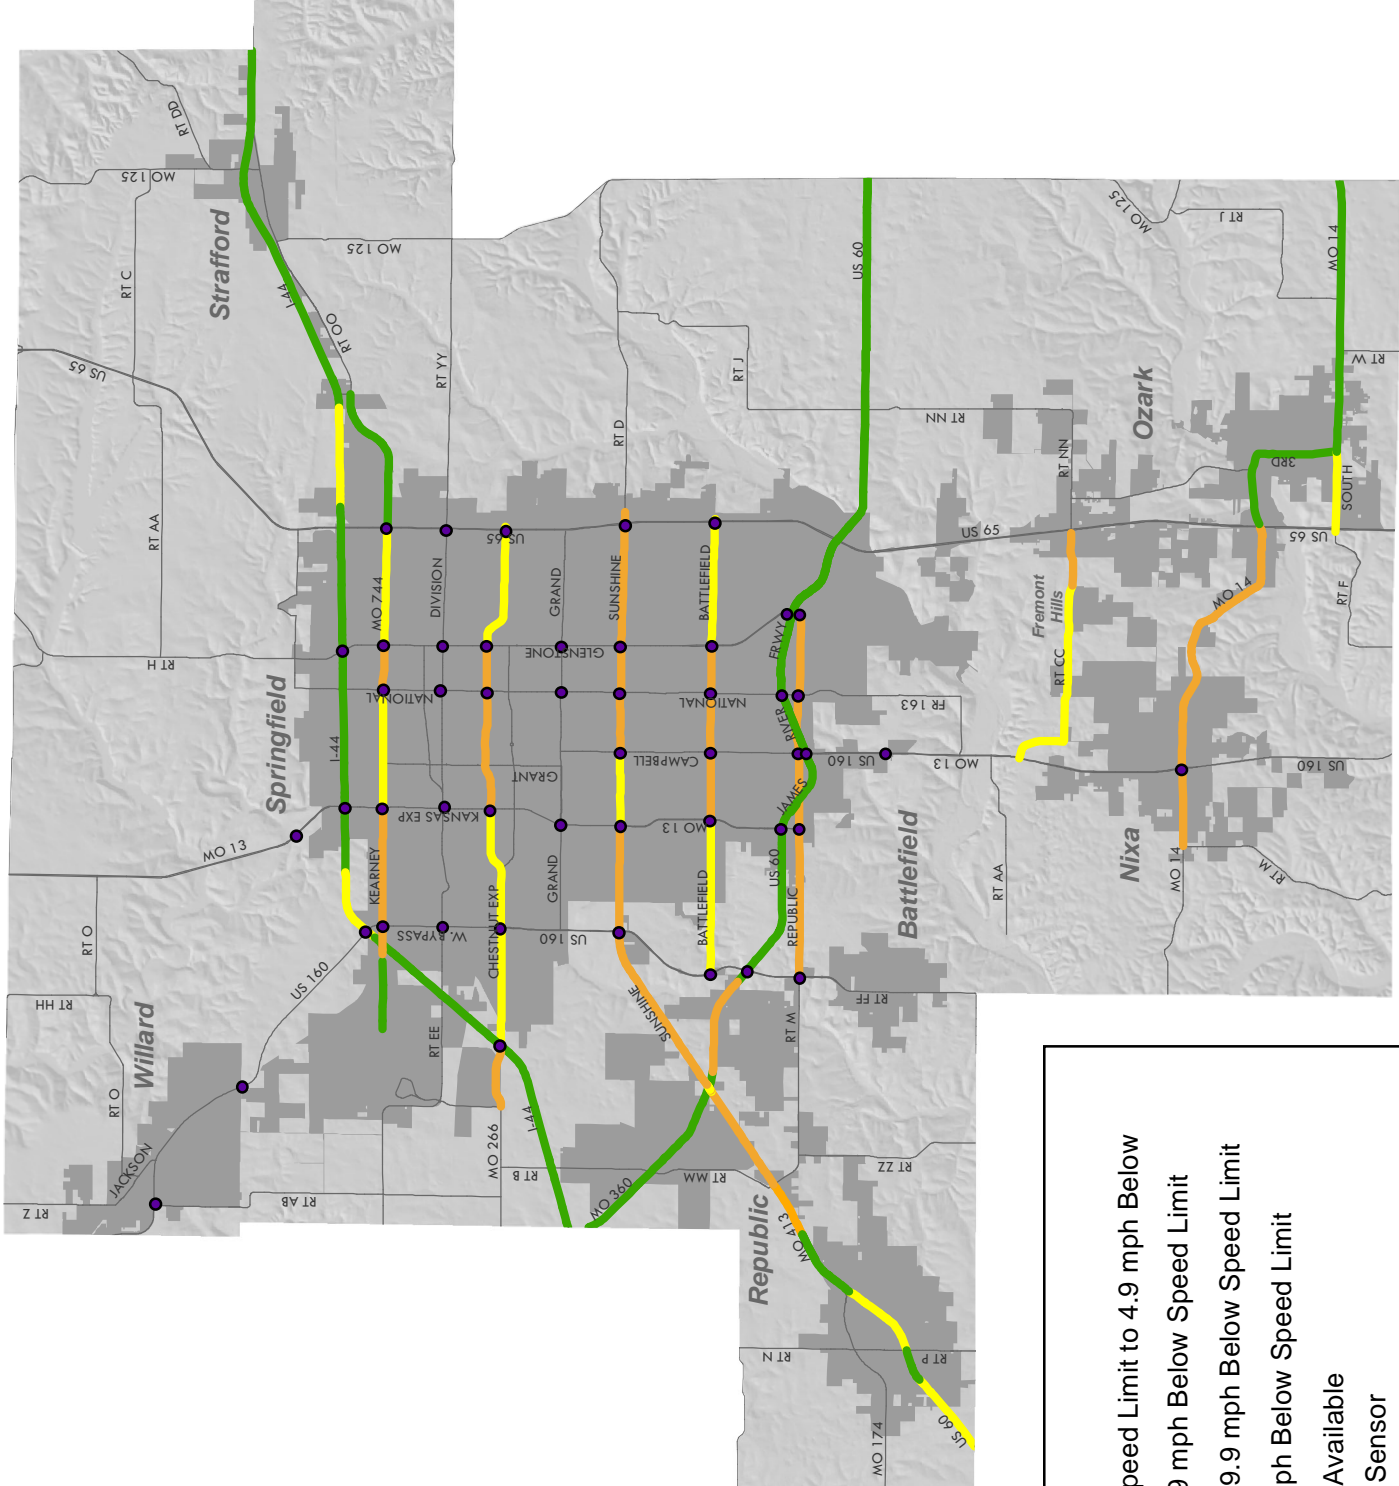 RT DD
MO 125
RT C
Strafford
MO 125
I-44
RT OO
US 65
RT YY
RT AA
RT H
RT J
RT D
RT NN
US 60
MO 125
RT J
MO 14
RT W
Ozark
RT NN
3RD
SOUTH
US 65
US 65
US 65
MO 14
RT F
Fremont
Hills
RT CC
MO 744
DIVISION
GRAND
SUNSHINE
BATTLEFIELD
GLENSTONE
FRWY
NATIONAL
NATIONAL
RIVER
FR 163
Springfield
I-44
CAMPBELL
GRANT
US 160
MO 13
US 160
KANSAS EXP
MO 13
JAMES
MO 13
KEARNEY
GRAND
BATTLEFIELD
US 60
REPUBLIC
Battlefield
RT AA
Nixa
MO 14
RT M
RT O
W. BYPASS
CHESTNUT EXP
US 160
US 160
RT HH
Willard
RT O
RT EE
SUNSHINE
RT M
RT FF
JACKSON
MO 266
I-44
RT B
RT MM
RT ZZ
RT Z
RT AB
MO 360
Republic
MO 413
RT N
RT P
MO 174
US 60
peed Limit to 4.9 mph Below
9 mph Below Speed Limit
9.9 mph Below Speed Limit
ph Below Speed Limit
Available
Sensor